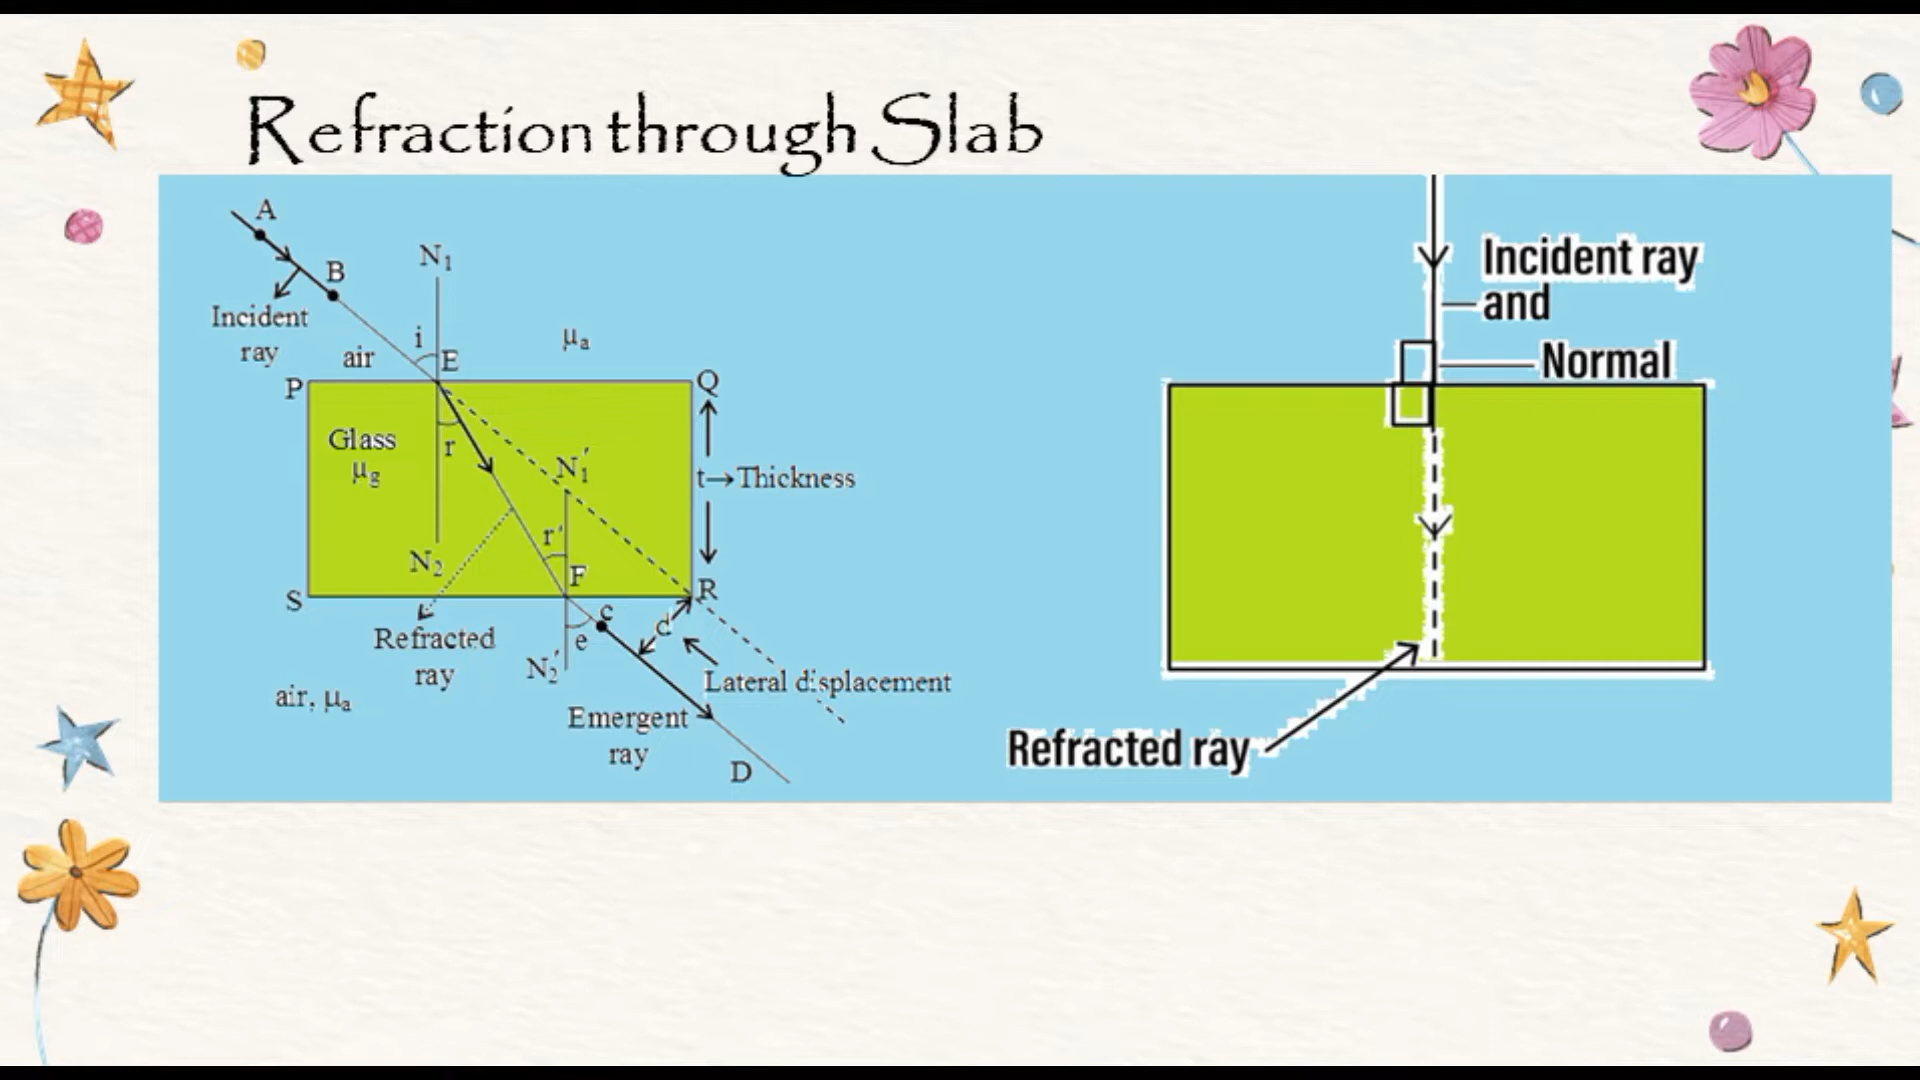 Refraction through Slab
A
B
N₁
Incident
ray
air
i
E
μₐ
P
Q
Glass
μg
r
N₁′
t→Thickness
r′
N₂
F
S
R
c
d
e
Refracted
ray
N₂′
Lateral displacement
air, μₐ
Emergent
ray
D
Incident ray
and
Normal
Refracted ray